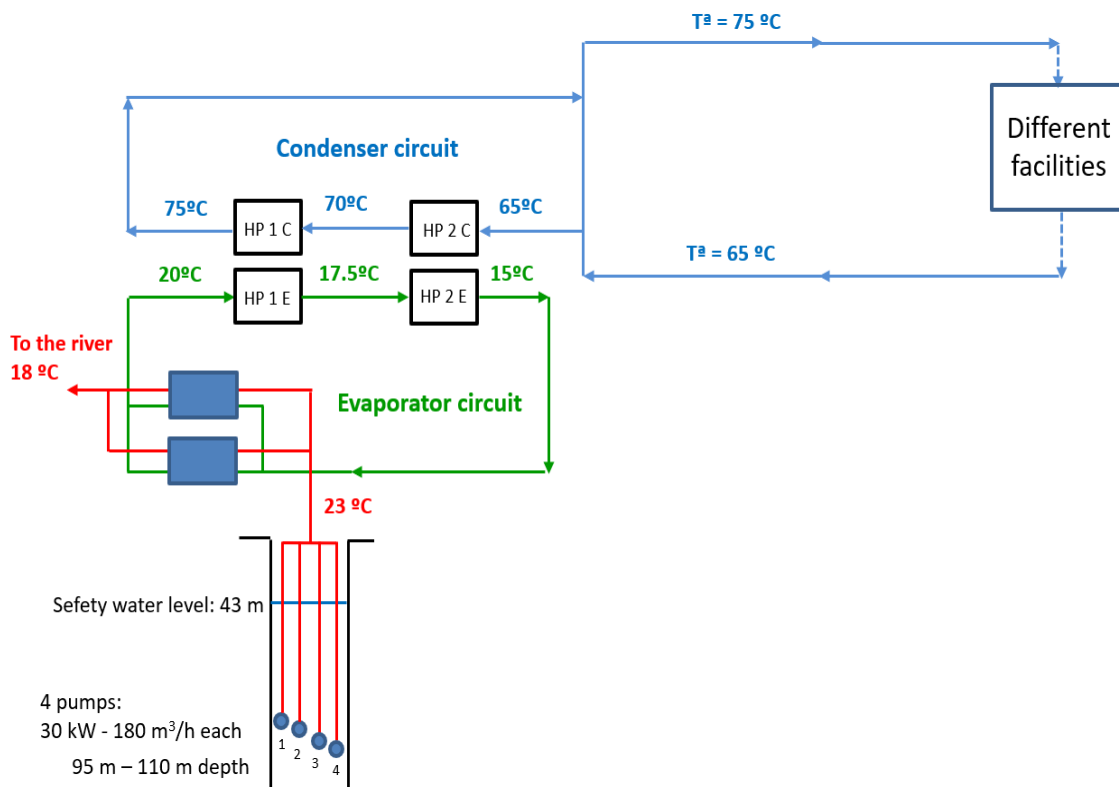 Tª = 75 ºC
Different
facilities
Condenser circuit
75ºC
70ºC
65ºC
HP 1 C
HP 2 C
Tª = 65 ºC
20ºC
17.5ºC
15ºC
HP 1 E
HP 2 E
To the river
18 ºC
Evaporator circuit
23 ºC
Sefety water level: 43 m
4 pumps:
30 kW - 180 m³/h each
95 m – 110 m depth
1
2
3
4